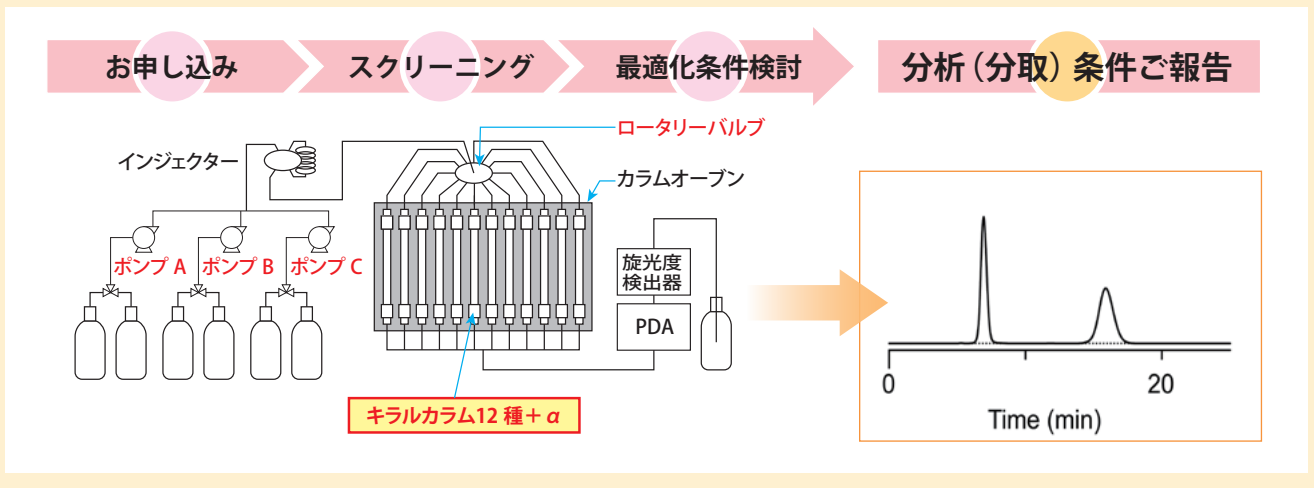 お申し込み
スクリーニング
最適化条件検討
分析(分取)条件ご報告
ロータリーバルブ
インジェクター
カラムオーブン
ポンプ A
ポンプ B
ポンプ C
旋光度
検出器
PDA
キラルカラム12 種+ α
0
20
Time (min)